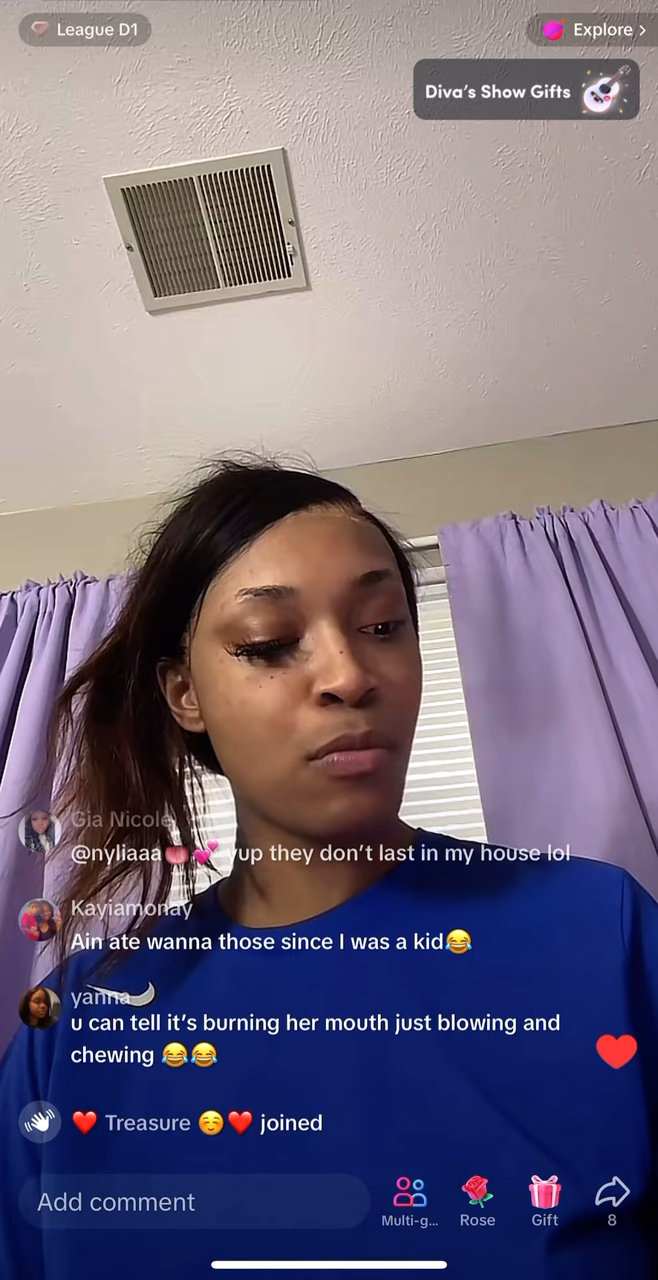 League D1
Explore >
Diva's Show Gifts
Gia Nicole
@nyliaaa👅💕 yup they don't last in my house lol
Kayiamonay
Ain ate wanna those since I was a kid😂
yanna
u can tell it's burning her mouth just blowing and
chewing 😂😂
❤️ Treasure ☺️❤️ joined
Add comment
Multi-g...
Rose
Gift
8